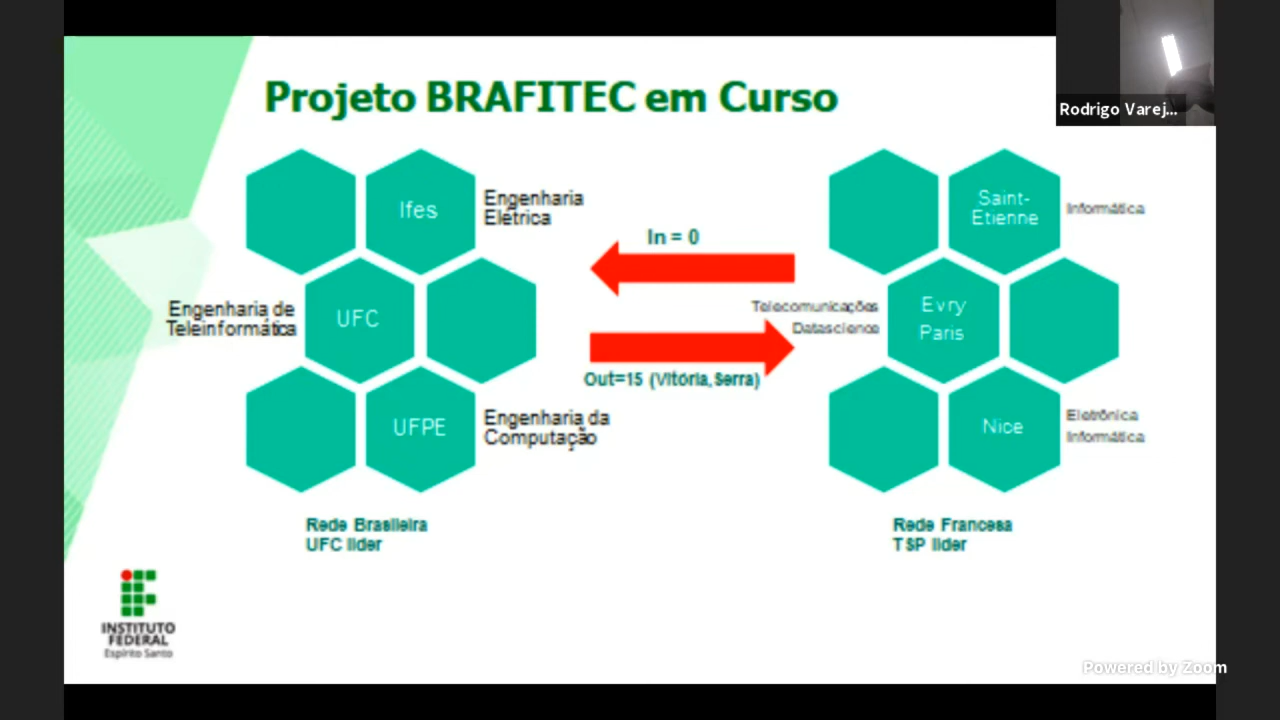 Projeto BRAFITEC em Curso
Rodrigo Varej...
Ifes
Engenharia
Elétrica
UFC
Engenharia de
Teleinformática
UFPE
Engenharia da
Computação
Rede Brasileira
UFC líder
In = 0
Out=15 (Vitória,Serra)
Saint-
Etienne
Informática
Telecomunicações
Datascience
Evry
Paris
Nice
Eletrônica
Informática
Rede Francesa
TSP líder
INSTITUTO
FEDERAL
Espírito Santo
Powered by Zoom